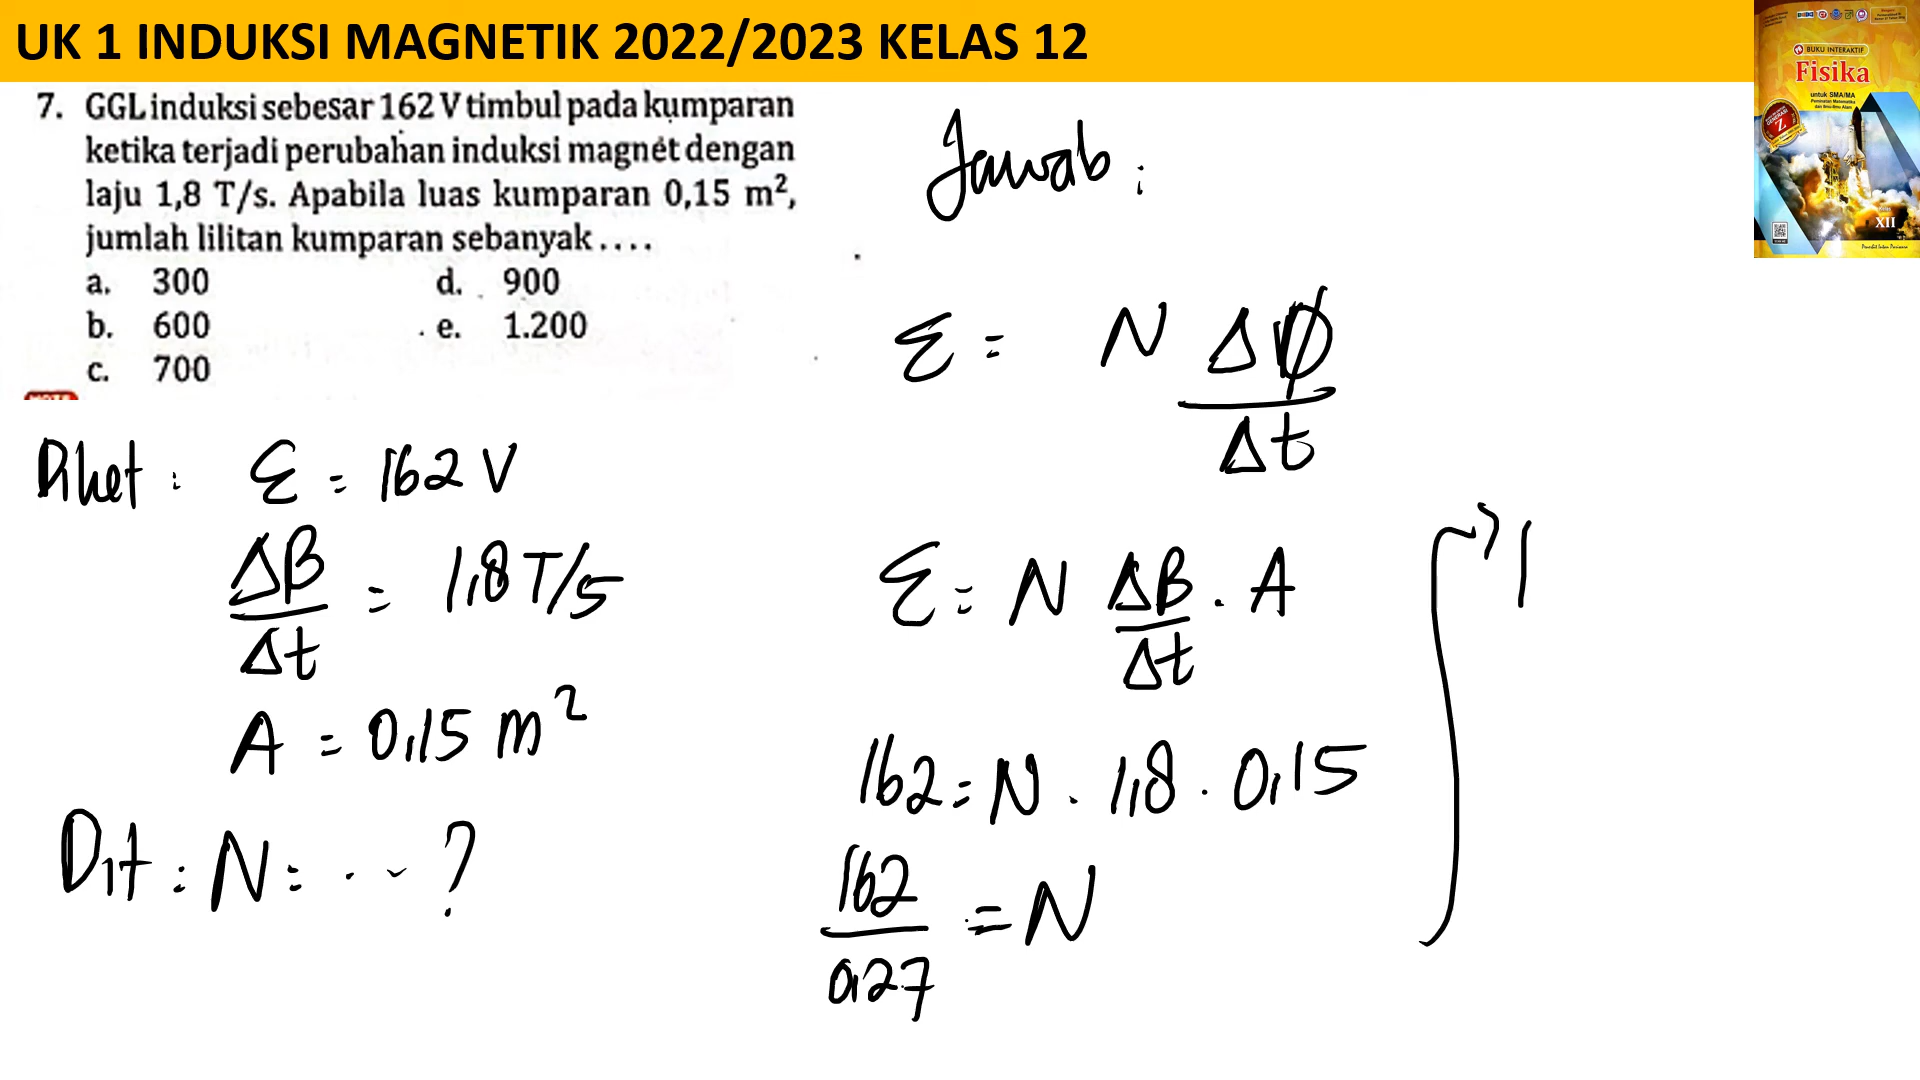 UK 1 INDUKSI MAGNETIK 2022/2023 KELAS 12
BUKU INTERAKTIF
Fisika
untuk SMA/MA
Z
XII
7. GGL induksi sebesar 162 V timbul pada kumparan
ketika terjadi perubahan induksi magnet dengan
laju 1,8 T/s. Apabila luas kumparan 0,15 m²,
jumlah lilitan kumparan sebanyak . . . .
a. 300 d. 900
b. 600 e. 1.200
c. 700
Diket : ε = 162 V
ΔB/Δt = 1,8 T/s
A = 0,15 m²
Dit : N = ... ?
Jawab :
ε = N ΔΦ/Δt
ε = N ΔB/Δt . A
162 = N . 1,8 . 0,15
162/0,27 = N